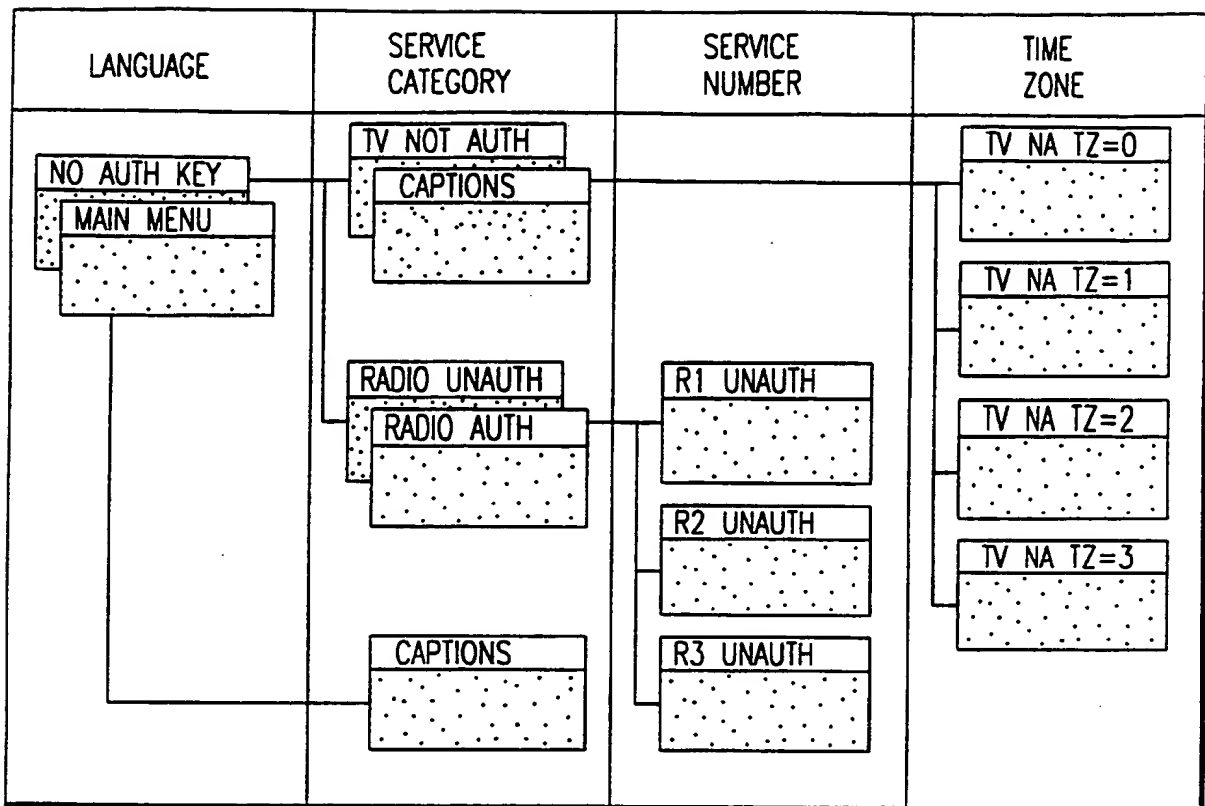 LANGUAGE
SERVICE
CATEGORY
SERVICE
NUMBER
TIME
ZONE
NO AUTH KEY
MAIN MENU
TV NOT AUTH
CAPTIONS
RADIO UNAUTH
RADIO AUTH
CAPTIONS
R1 UNAUTH
R2 UNAUTH
R3 UNAUTH
TV NA TZ=0
TV NA TZ=1
TV NA TZ=2
TV NA TZ=3